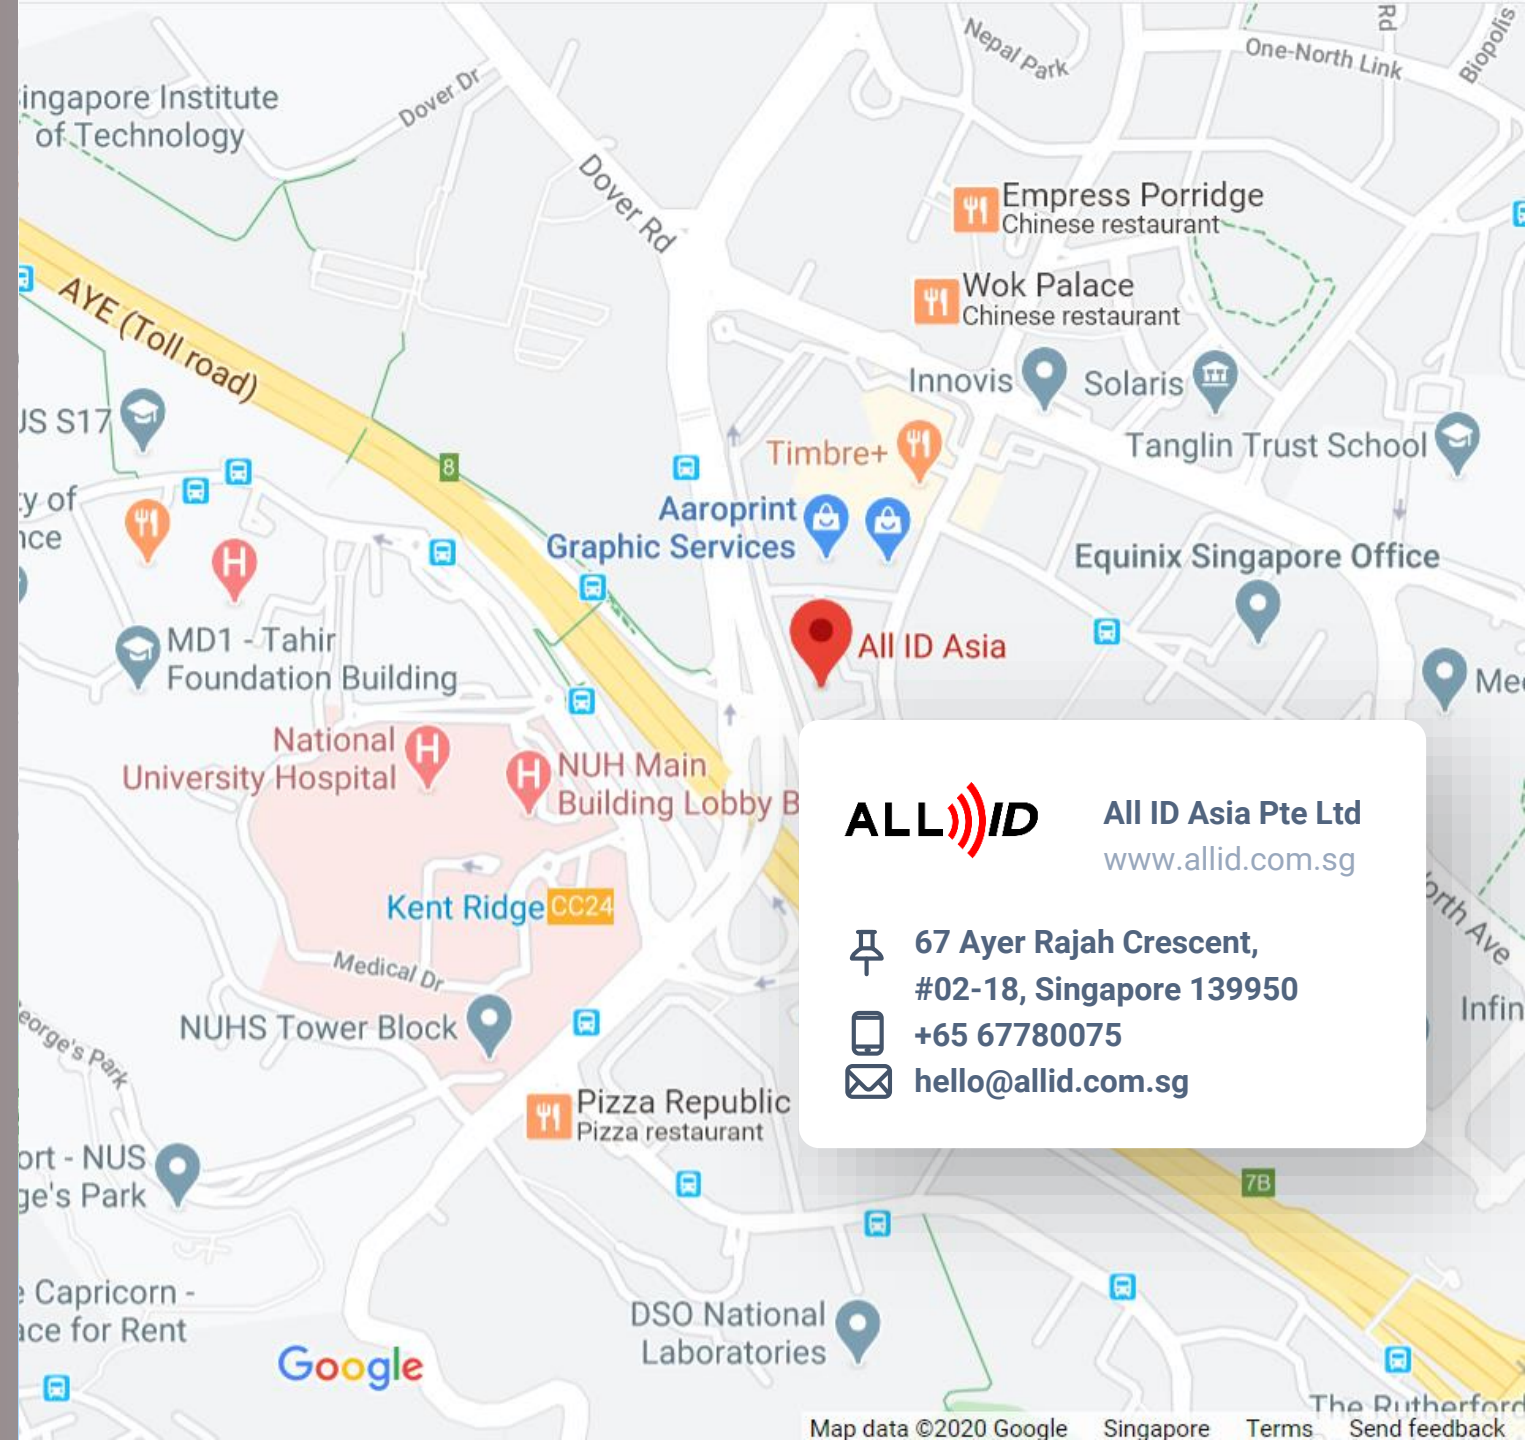 Nepal Park
Rd
One-North Link
Biopolis
ingapore Institute
of Technology
Dover Dr
Dover Rd
Empress Porridge
Chinese restaurant
Wok Palace
Chinese restaurant
AYE (Toll road)
Innovis
Solaris
JS S17
Timbre+
Tanglin Trust School
8
y of
nce
Aaroprint
Graphic Services
Equinix Singapore Office
MD1 - Tahir
Foundation Building
All ID Asia
Med
National
University Hospital
NUH Main
Building Lobby B
ALL ID
All ID Asia Pte Ltd
www.allid.com.sg
Kent Ridge CC24
orth Ave
67 Ayer Rajah Crescent,
#02-18, Singapore 139950
+65 67780075
hello@allid.com.sg
Medical Dr
Infin
NUHS Tower Block
eorge's Park
Pizza Republic
Pizza restaurant
ort - NUS
ge's Park
7B
e Capricorn -
ace for Rent
DSO National
Laboratories
Google
The Rutherford
Map data ©2020 Google Singapore Terms Send feedback